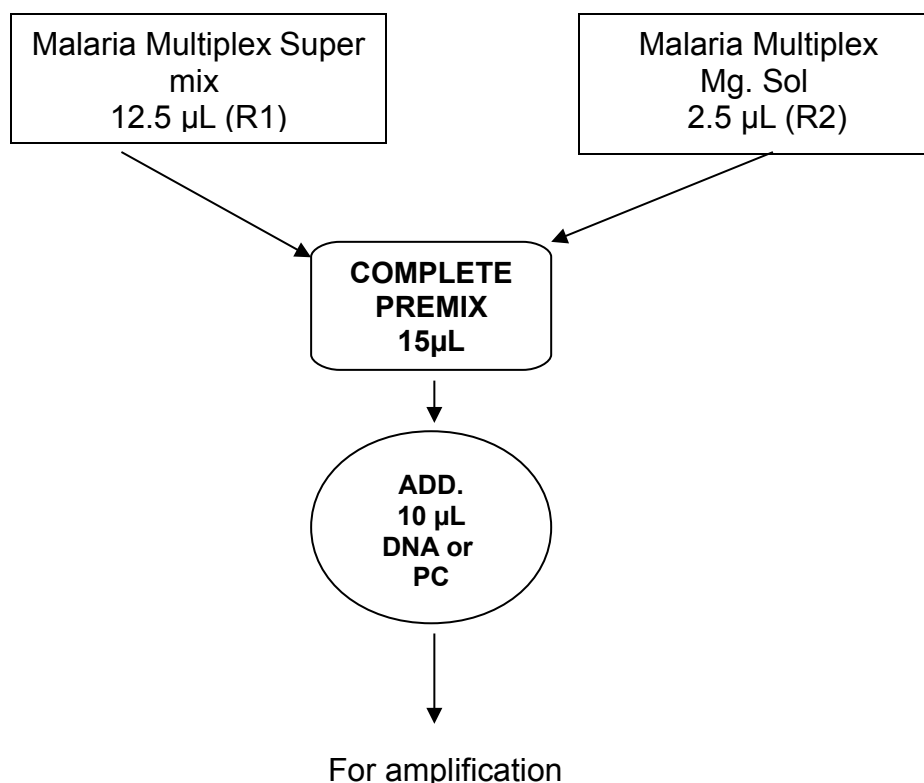 Malaria Multiplex Super
mix
12.5 µL (R1)
Malaria Multiplex
Mg. Sol
2.5 µL (R2)
COMPLETE
PREMIX
15µL
ADD.
10 µL
DNA or
PC
For amplification